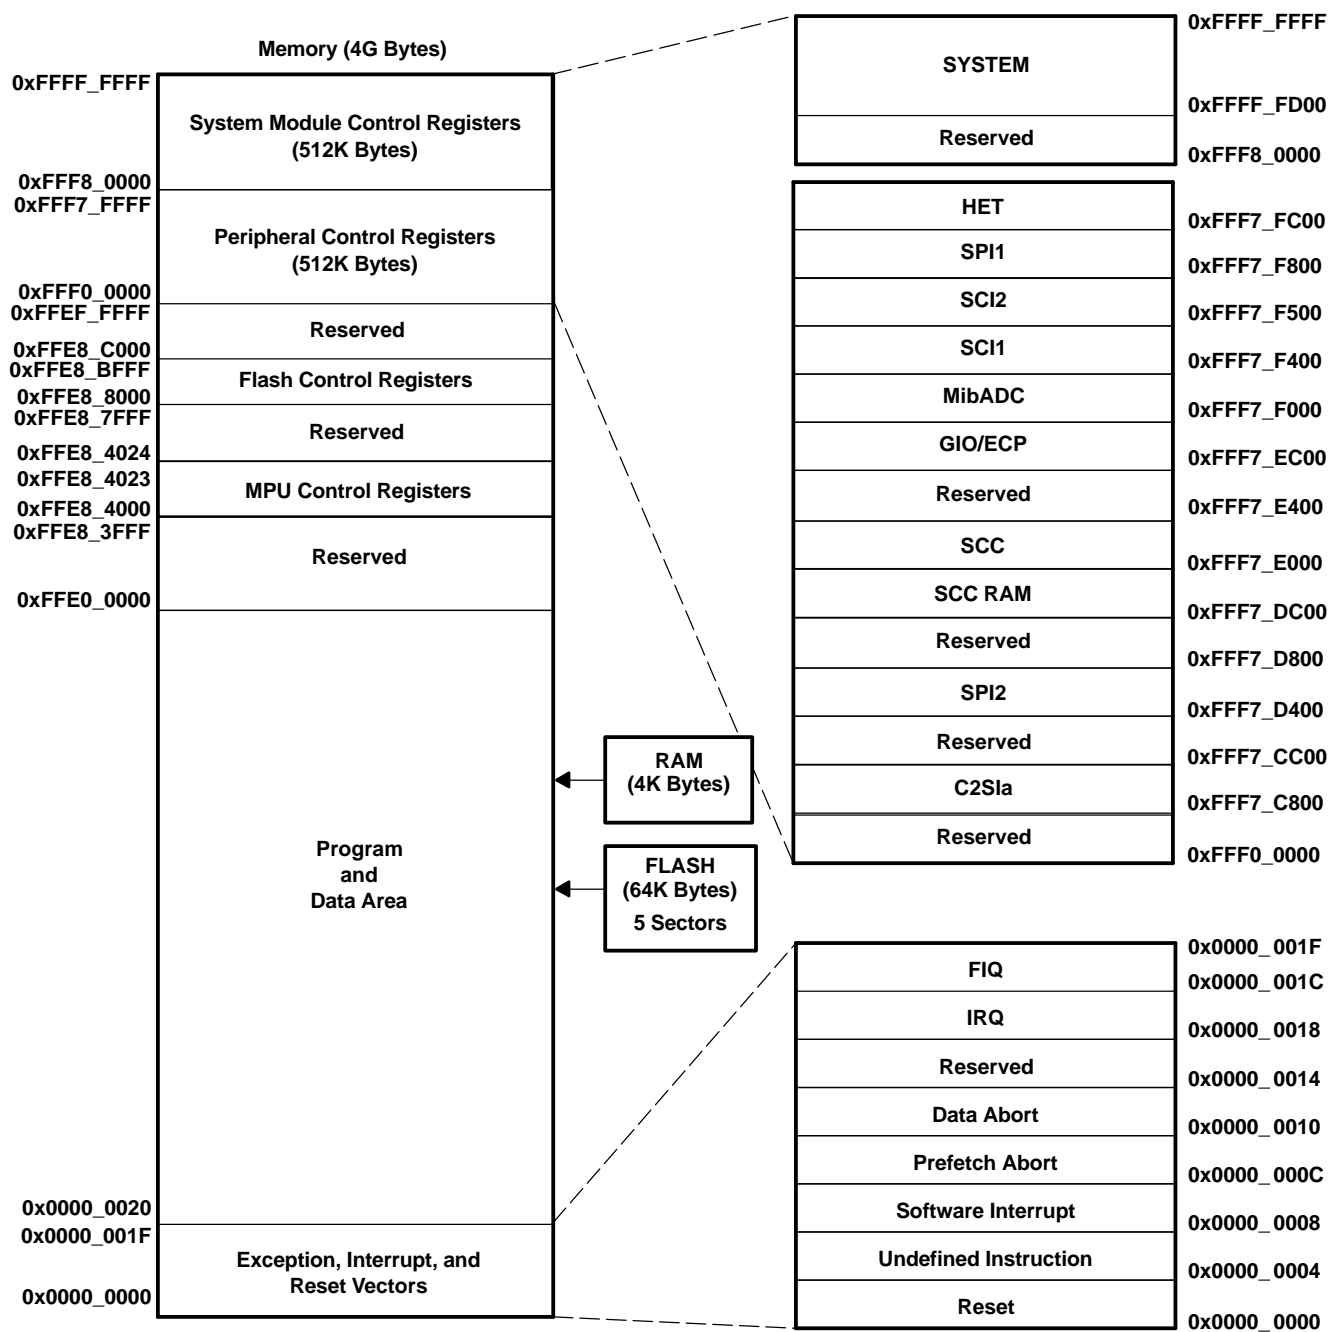 Memory (4G Bytes)
0xFFFF_FFFF
System Module Control Registers
(512K Bytes)
0xFFF8_0000
0xFFF7_FFFF
Peripheral Control Registers
(512K Bytes)
0xFFF0_0000
0xFFEF_FFFF
Reserved
0xFFE8_C000
0xFFE8_BFFF
Flash Control Registers
0xFFE8_8000
0xFFE8_7FFF
Reserved
0xFFE8_4024
0xFFE8_4023
MPU Control Registers
0xFFE8_4000
0xFFE8_3FFF
Reserved
0xFFE0_0000
Program
and
Data Area
0x0000_0020
0x0000_001F
Exception, Interrupt, and
Reset Vectors
0x0000_0000
RAM
(4K Bytes)
FLASH
(64K Bytes)
5 Sectors
0xFFFF_FFFF
SYSTEM
0xFFFF_FD00
Reserved
0xFFF8_0000
HET
0xFFF7_FC00
SPI1
0xFFF7_F800
SCI2
0xFFF7_F500
SCI1
0xFFF7_F400
MibADC
0xFFF7_F000
GIO/ECP
0xFFF7_EC00
Reserved
0xFFF7_E400
SCC
0xFFF7_E000
SCC RAM
0xFFF7_DC00
Reserved
0xFFF7_D800
SPI2
0xFFF7_D400
Reserved
0xFFF7_CC00
C2SIa
0xFFF7_C800
Reserved
0xFFF0_0000
0x0000_001F
FIQ
0x0000_001C
IRQ
0x0000_0018
Reserved
0x0000_0014
Data Abort
0x0000_0010
Prefetch Abort
0x0000_000C
Software Interrupt
0x0000_0008
Undefined Instruction
0x0000_0004
Reset
0x0000_0000